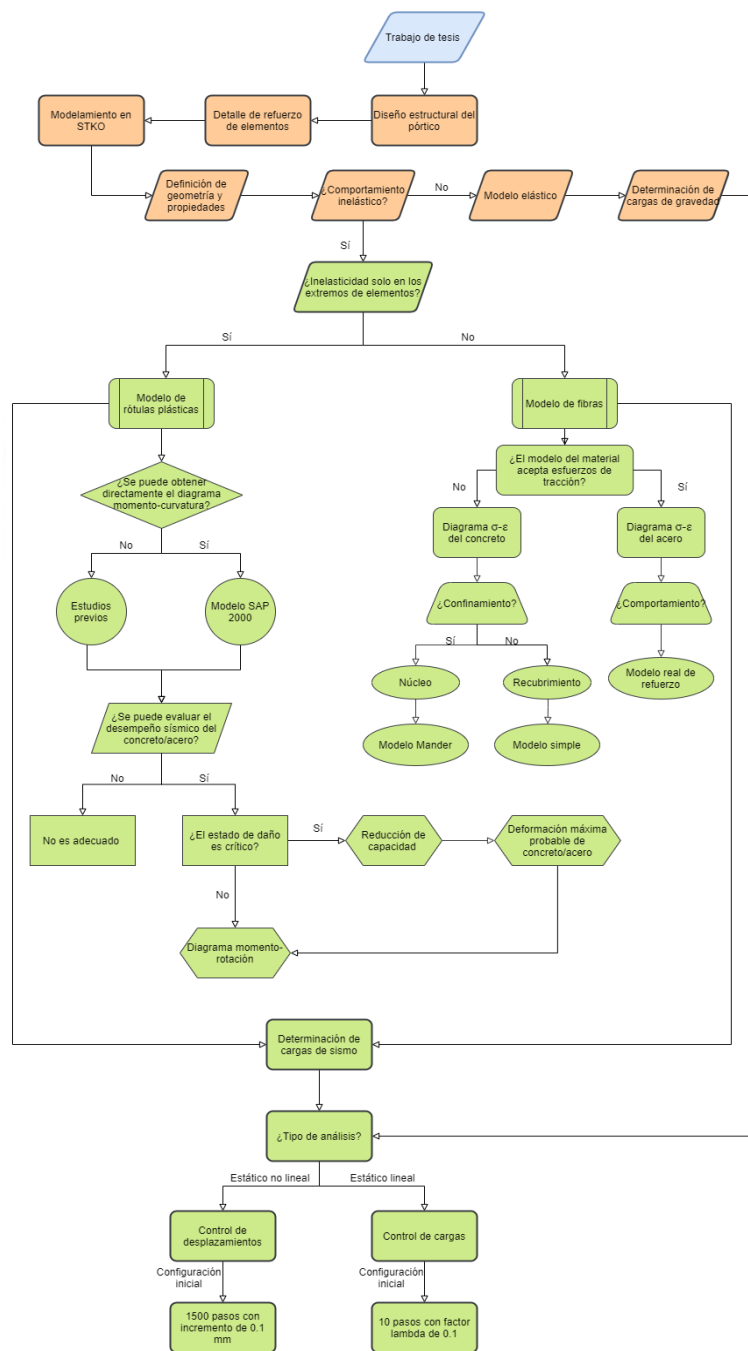 Trabajo de tesis
Modelamiento en
STKO
Detalle de refuerzo
de elementos
Diseño estructural del
pórtico
Definición de
geometría y
propiedades
¿Comportamiento
inelástico?
No
Modelo elástico
Determinación de
cargas de gravedad
Sí
¿Inelasticidad solo en los
extremos de elementos?
Sí
No
Modelo de
rótulas plásticas
Modelo de fibras
¿Se puede obtener
directamente el diagrama
momento-curvatura?
¿El modelo del material
acepta esfuerzos de
tracción?
No
Sí
Diagrama σ-ε
del concreto
Diagrama σ-ε
del acero
No
Sí
Estudios
previos
Modelo SAP
2000
¿Confinamiento?
¿Comportamiento?
Sí
No
Núcleo
Recubrimiento
Modelo real de
refuerzo
¿Se puede evaluar el
desempeño sísmico del
concreto/acero?
Modelo Mander
Modelo simple
No
Sí
No es adecuado
¿El estado de daño
es crítico?
Sí
Reducción de
capacidad
Deformación máxima
probable de
concreto/acero
No
Diagrama momento-
rotación
Determinación de
cargas de sismo
¿Tipo de análisis?
Estático no lineal
Estático lineal
Control de
desplazamientos
Control de cargas
Configuración
inicial
Configuración
inicial
1500 pasos con
incremento de 0.1
mm
10 pasos con factor
lambda de 0.1